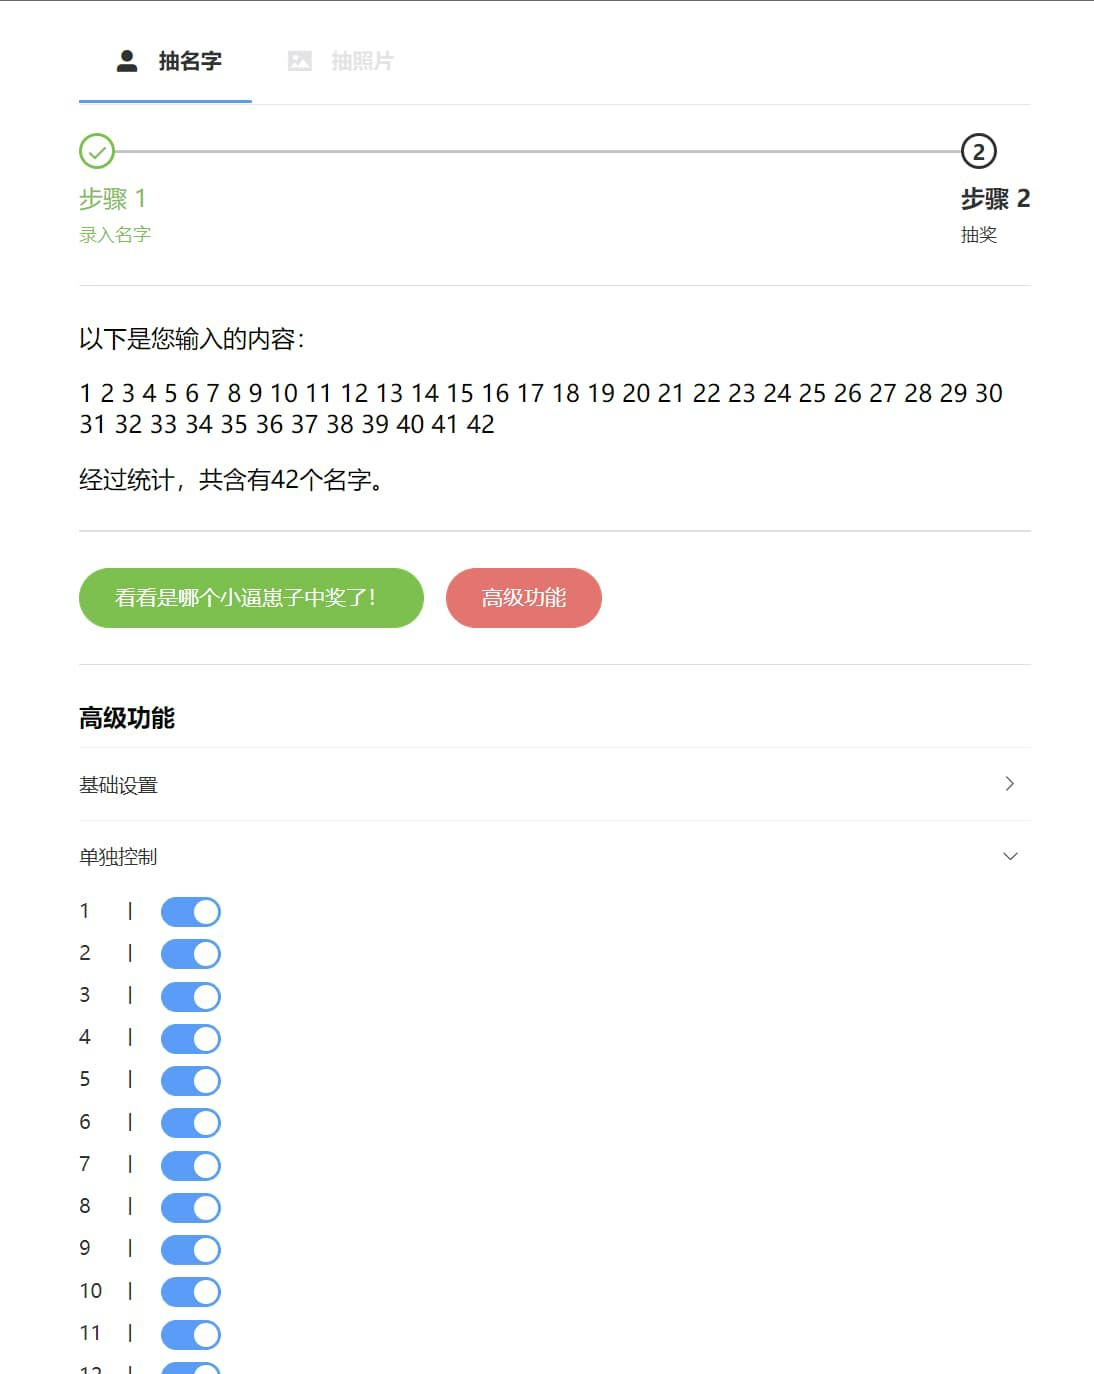 抽名字 抽照片
2
步骤 1 步骤 2
录入名字 抽奖
以下是您输入的内容：
1 2 3 4 5 6 7 8 9 10 11 12 13 14 15 16 17 18 19 20 21 22 23 24 25 26 27 28 29 30
31 32 33 34 35 36 37 38 39 40 41 42
经过统计，共含有42个名字。
看看是哪个小逼崽子中奖了！ 高级功能
高级功能
基础设置
单独控制
1 |
2 |
3 |
4 |
5 |
6 |
7 |
8 |
9 |
10 |
11 |
12 |